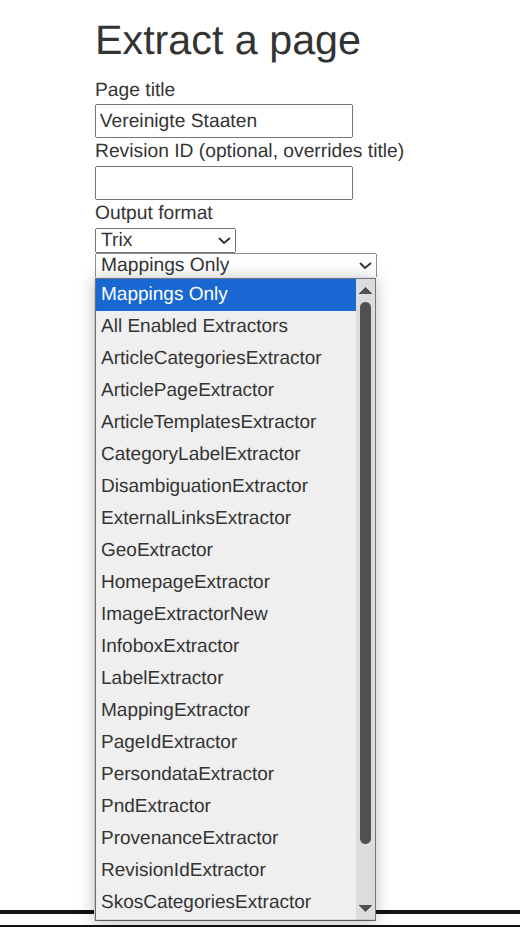 Extract a page
Page title
Vereinigte Staaten
Revision ID (optional, overrides title)
Output format
Trix
Mappings Only
Mappings Only
All Enabled Extractors
ArticleCategoriesExtractor
ArticlePageExtractor
ArticleTemplatesExtractor
CategoryLabelExtractor
DisambiguationExtractor
ExternalLinksExtractor
GeoExtractor
HomepageExtractor
ImageExtractorNew
InfoboxExtractor
LabelExtractor
MappingExtractor
PageIdExtractor
PersondataExtractor
PndExtractor
ProvenanceExtractor
RevisionIdExtractor
SkosCategoriesExtractor